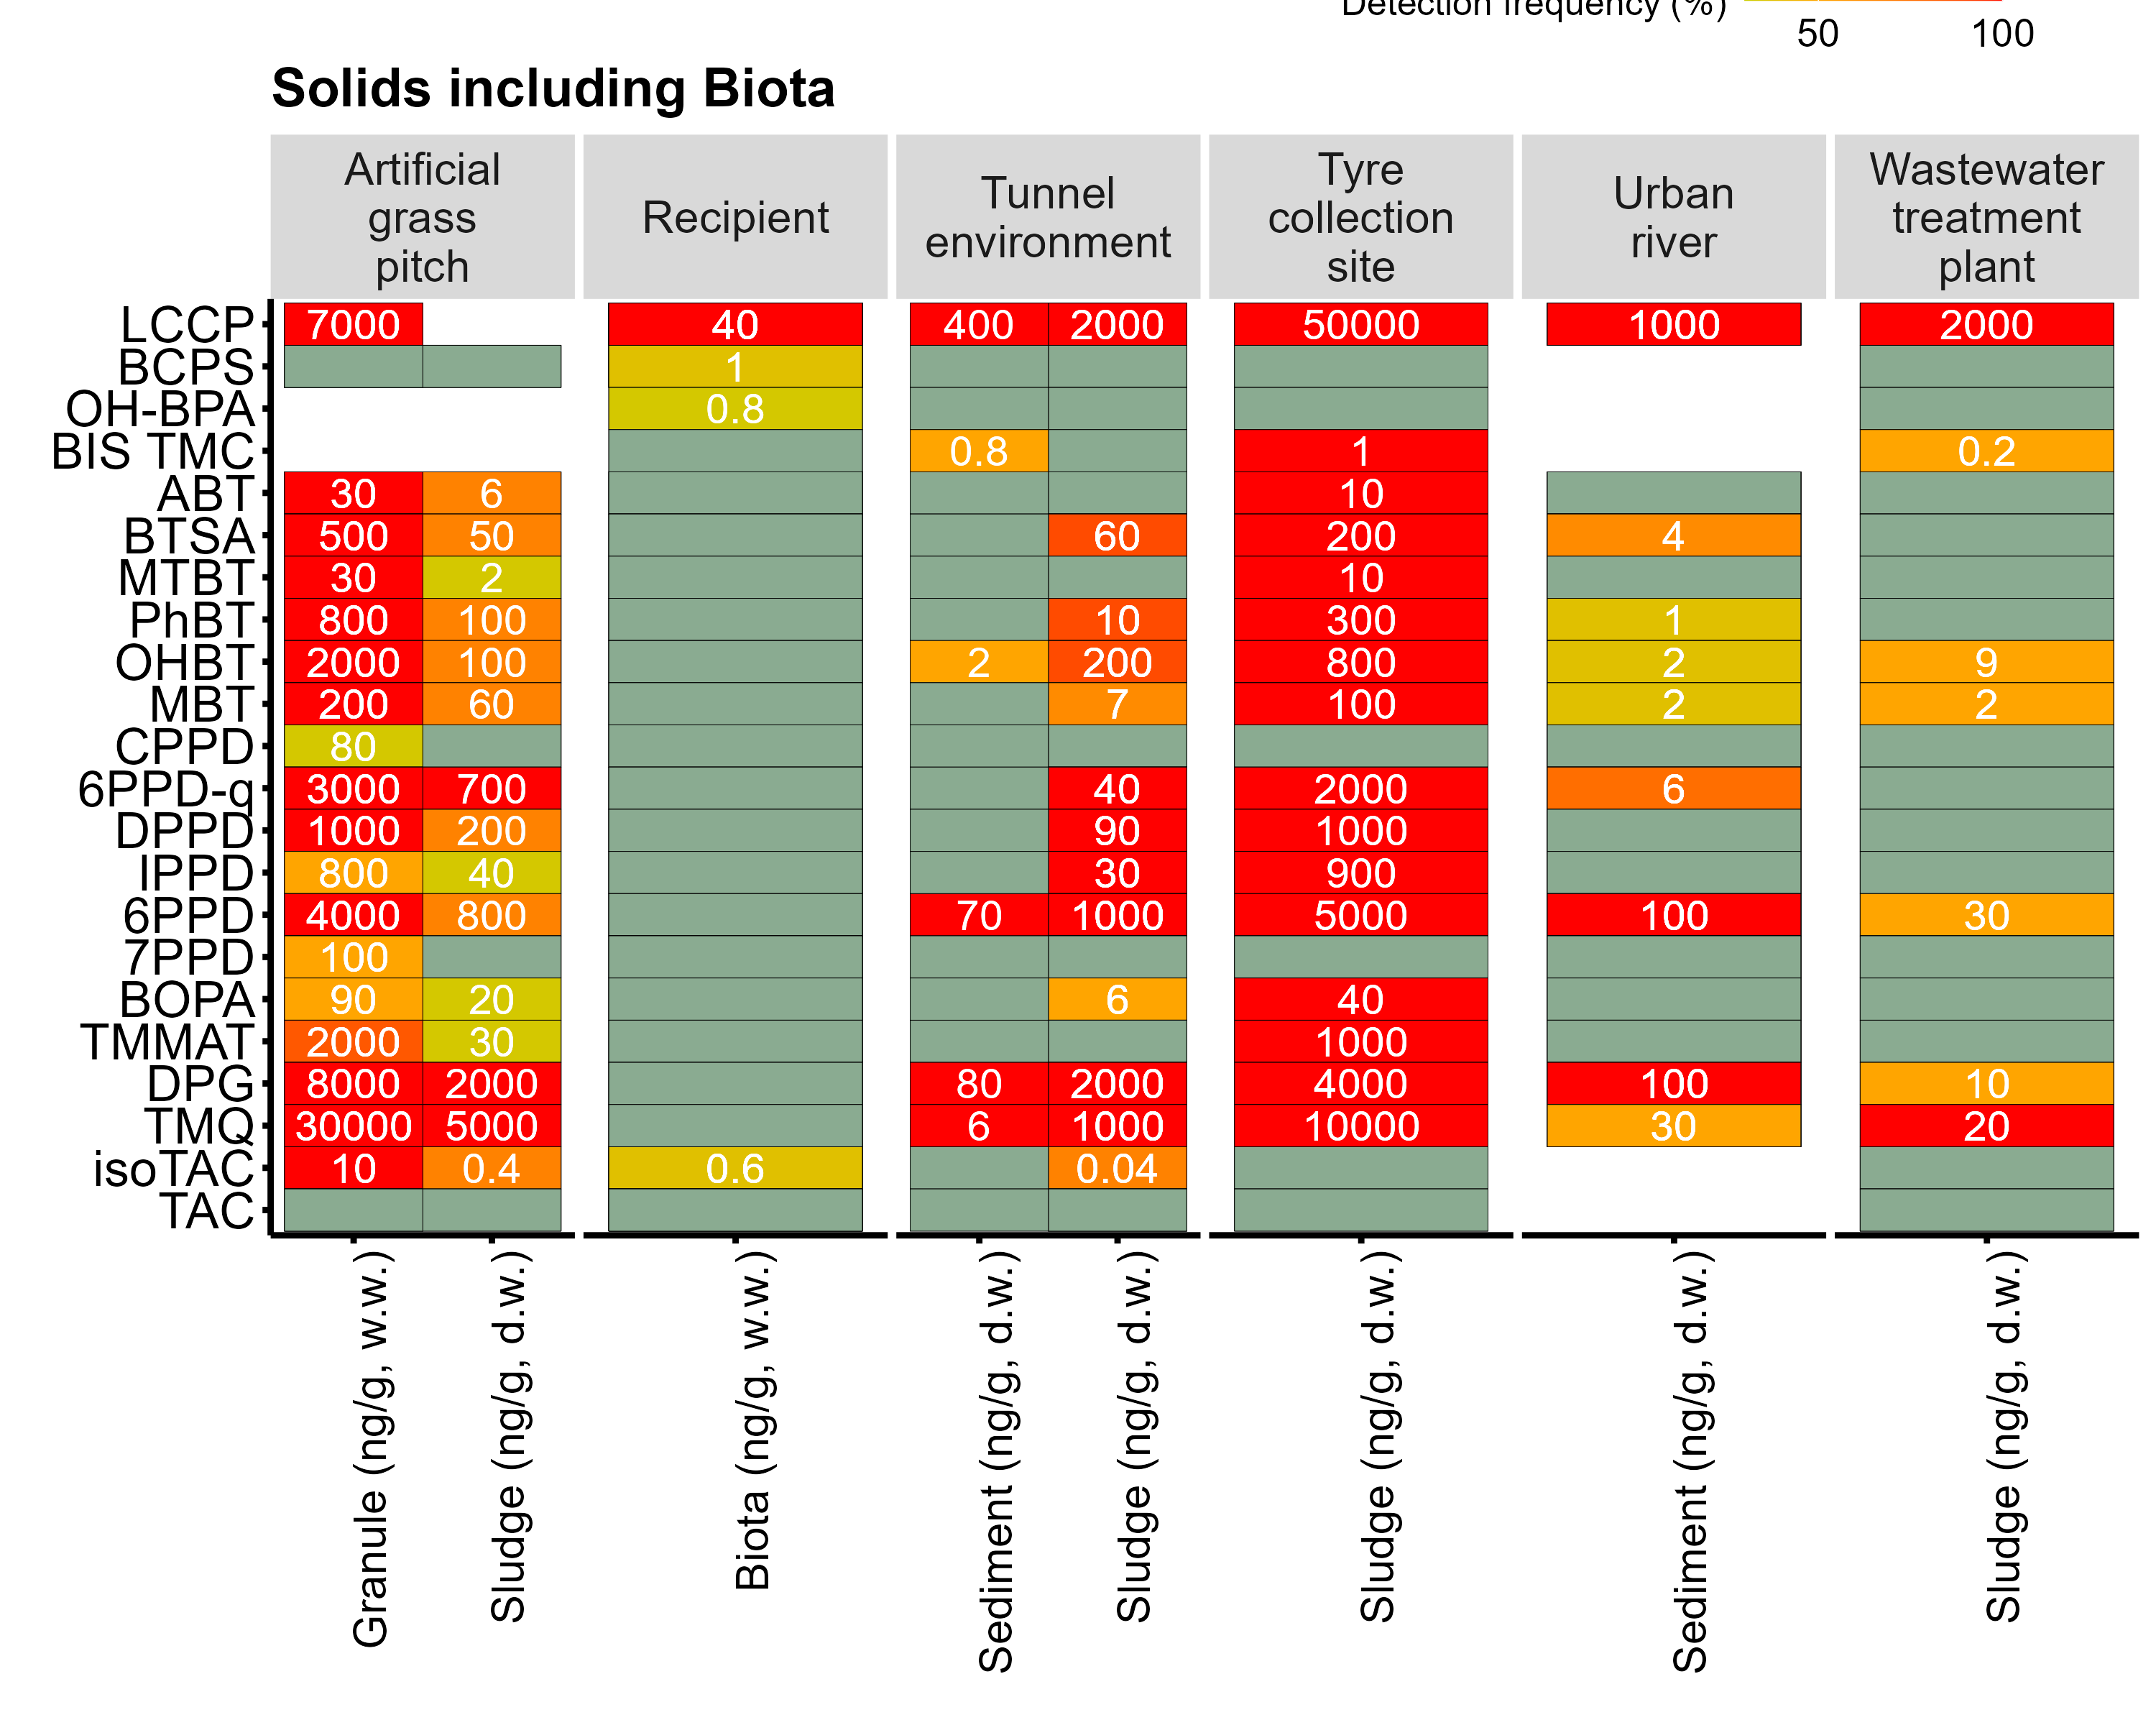 Detection frequency (%)
50 100
Solids including Biota
Artificial
grass
pitch
Recipient
Tunnel
environment
Tyre
collection
site
Urban
river
Wastewater
treatment
plant
LCCP 7000 40 400 2000 50000 1000 2000
BCPS 1
OH-BPA 0.8
BIS TMC 0.8 1 0.2
ABT 30 6 10
BTSA 500 50 60 200 4
MTBT 30 2 10
PhBT 800 100 10 300 1
OHBT 2000 100 2 200 800 2 9
MBT 200 60 7 100 2 2
CPPD 80
6PPD-q 3000 700 40 2000 6
DPPD 1000 200 90 1000
IPPD 800 40 30 900
6PPD 4000 800 70 1000 5000 100 30
7PPD 100
BOPA 90 20 6 40
TMMAT 2000 30 1000
DPG 8000 2000 80 2000 4000 100 10
TMQ 30000 5000 6 1000 10000 30 20
isoTAC 10 0.4 0.6 0.04
TAC
Granule (ng/g, w.w.)
Sludge (ng/g, d.w.)
Biota (ng/g, w.w.)
Sediment (ng/g, d.w.)
Sludge (ng/g, d.w.)
Sludge (ng/g, d.w.)
Sediment (ng/g, d.w.)
Sludge (ng/g, d.w.)